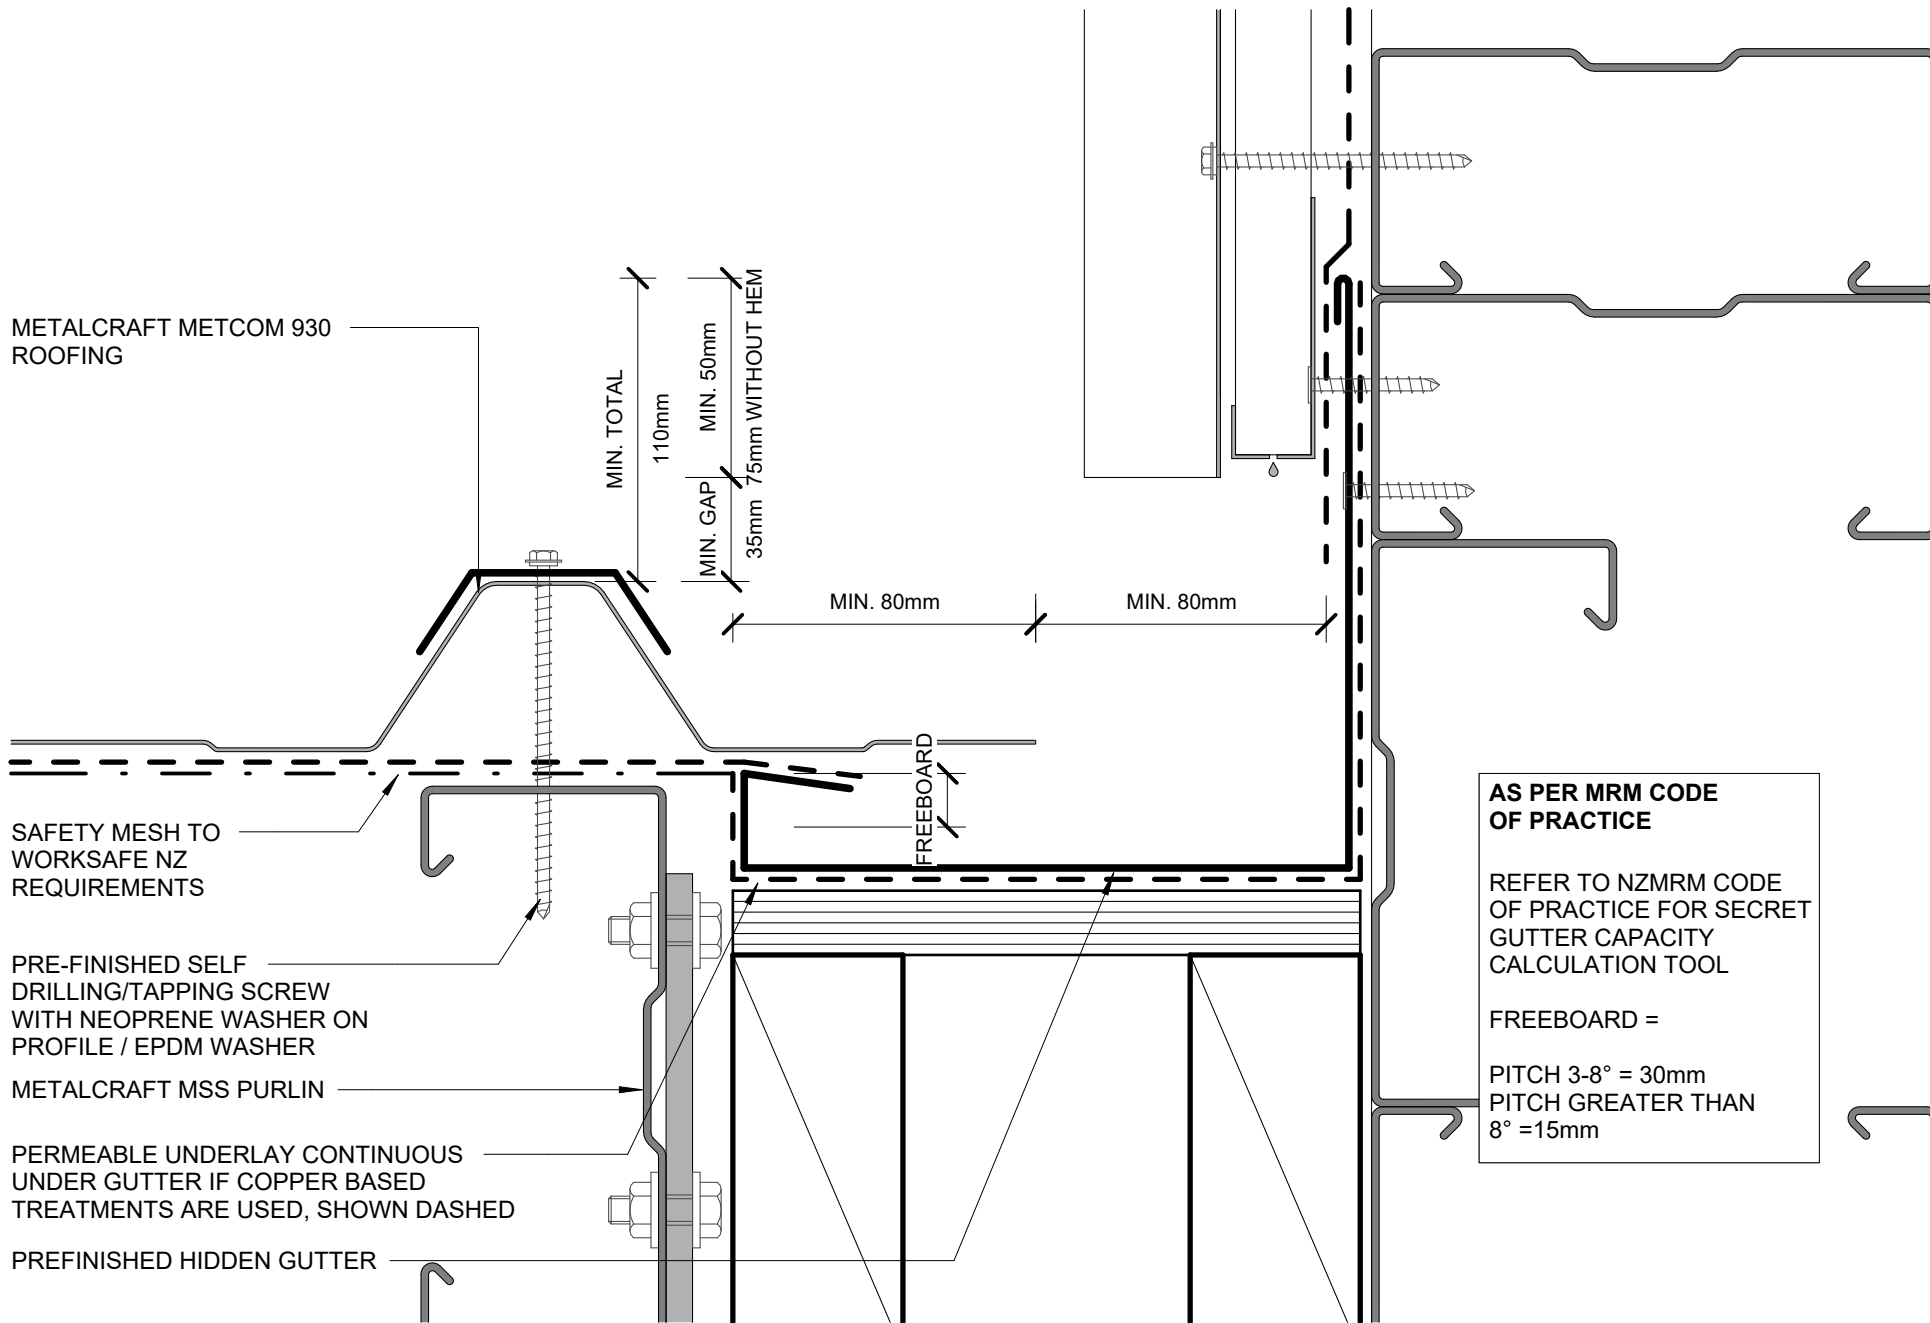 METALCRAFT METCOM 930
ROOFING
MIN. TOTAL
110mm
MIN. 50mm
75mm WITHOUT HEM
MIN. GAP
35mm
MIN. 80mm
MIN. 80mm
FREEBOARD
SAFETY MESH TO
WORKSAFE NZ
REQUIREMENTS
PRE-FINISHED SELF
DRILLING/TAPPING SCREW
WITH NEOPRENE WASHER ON
PROFILE / EPDM WASHER
METALCRAFT MSS PURLIN
PERMEABLE UNDERLAY CONTINUOUS
UNDER GUTTER IF COPPER BASED
TREATMENTS ARE USED, SHOWN DASHED
PREFINISHED HIDDEN GUTTER
AS PER MRM CODE
OF PRACTICE
REFER TO NZMRM CODE
OF PRACTICE FOR SECRET
GUTTER CAPACITY
CALCULATION TOOL
FREEBOARD =
PITCH 3-8° = 30mm
PITCH GREATER THAN
8° =15mm